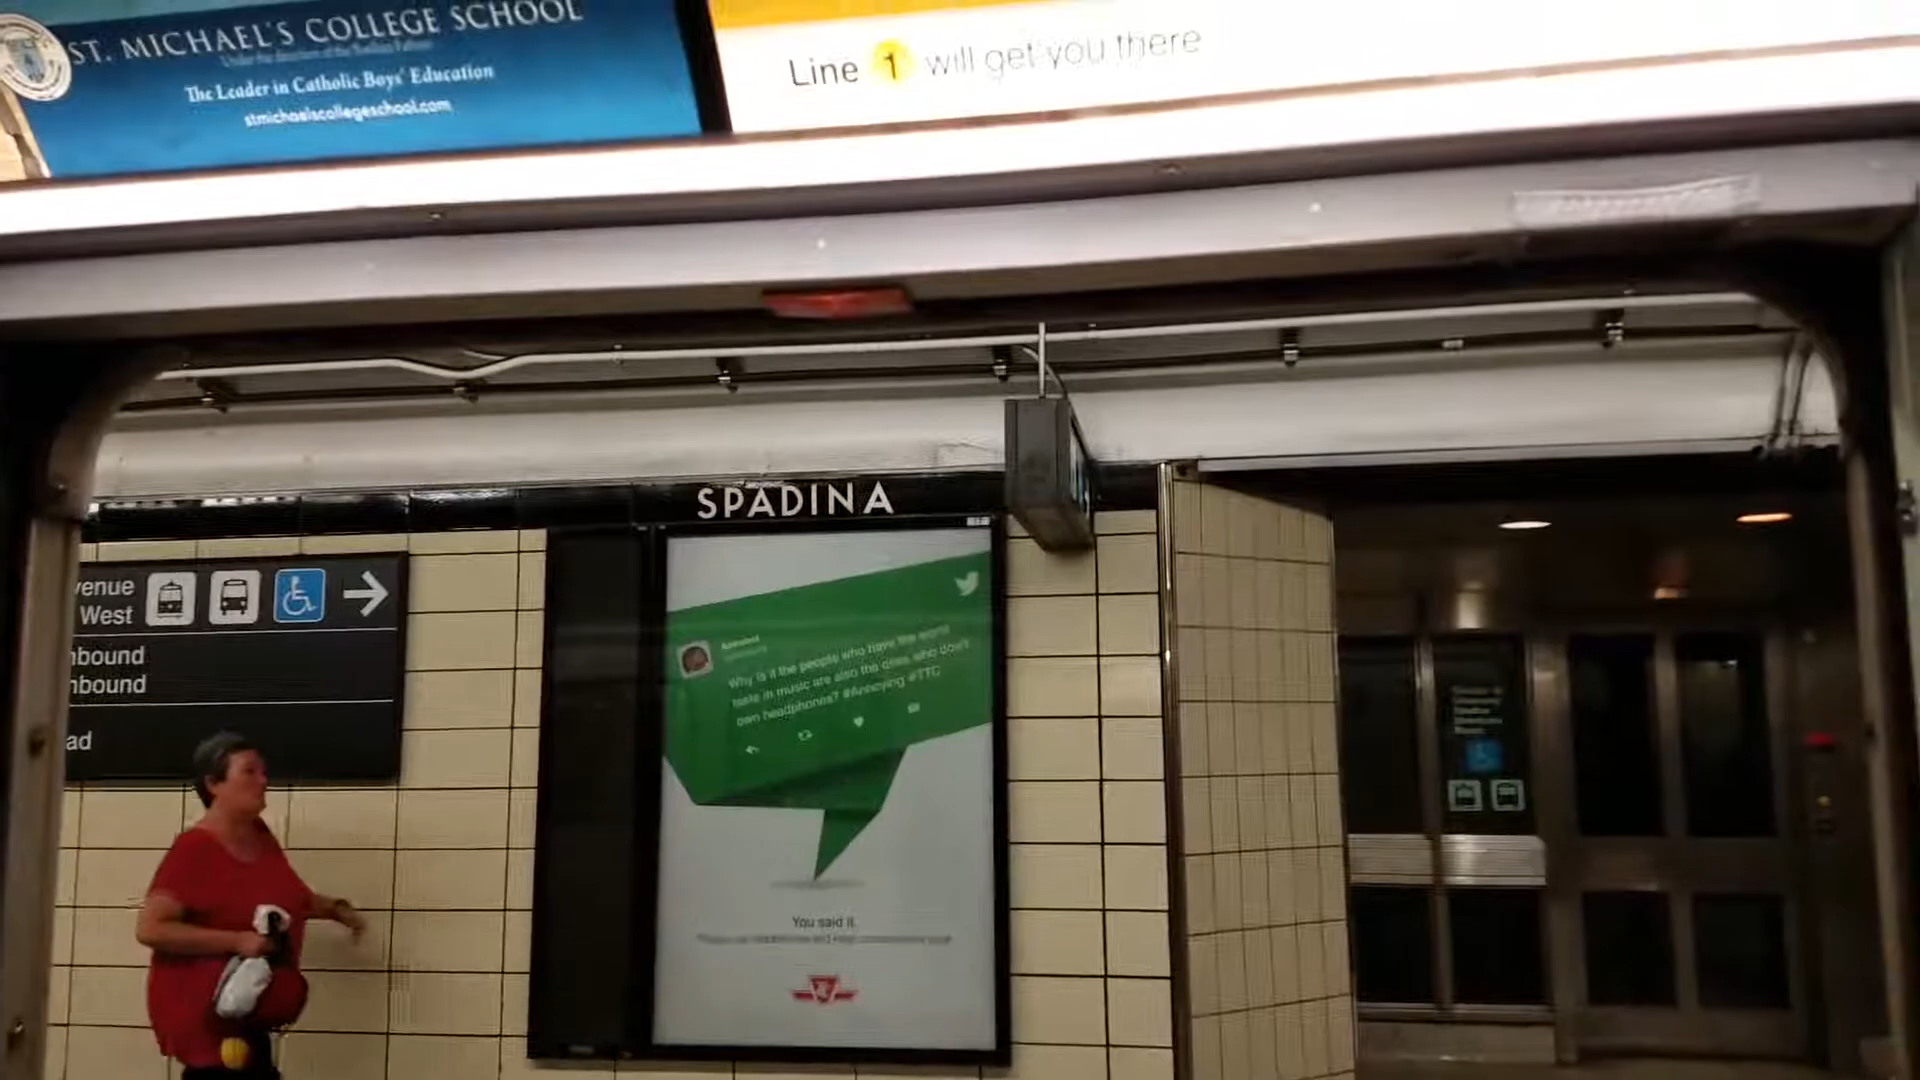 ST. MICHAEL'S COLLEGE SCHOOL
The Leader in Catholic Boys' Education
stmichaelscollegeschool.com
Line 1 will get you there
SPADINA
venue
West
nbound
nbound
ad
Why is it the people who have the worst
taste in music are also the ones who don't
own headphones? #Annoying #TTC
You said it.